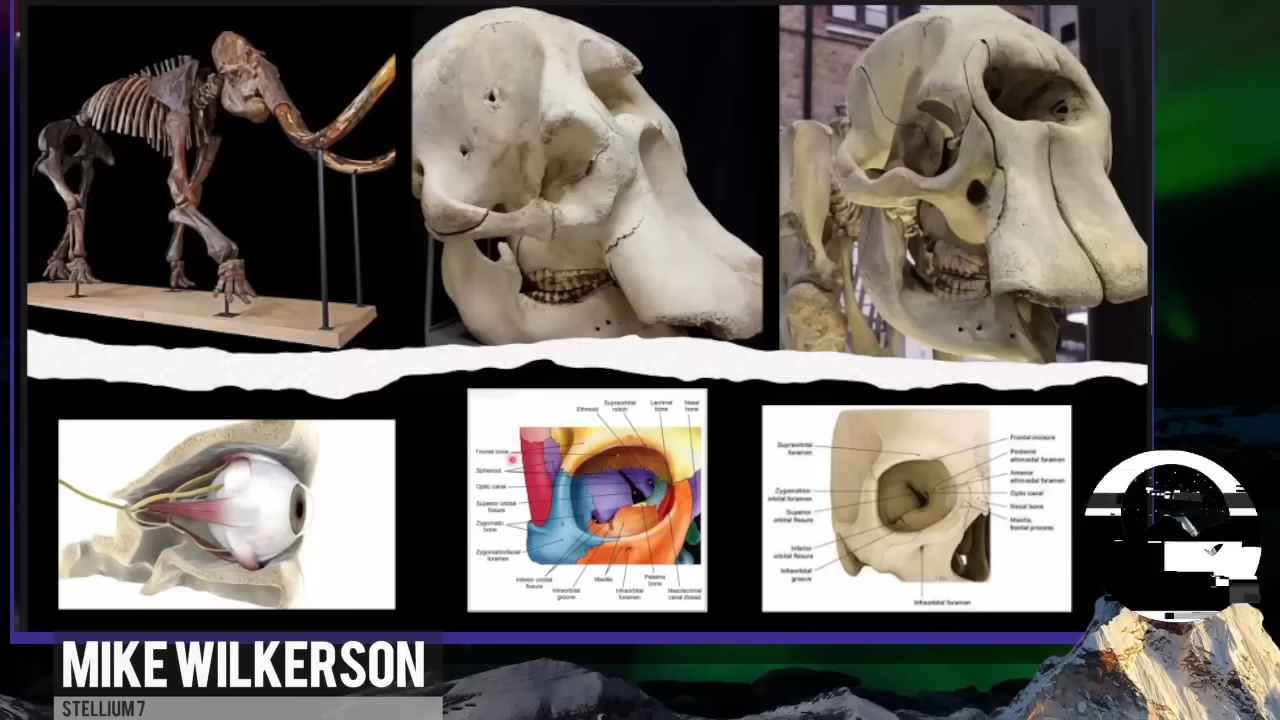 Ethmoid
Supraorbital
notch
Lacrimal
bone
Nasal
bone
Frontal bone
Sphenoid
Optic canal
Superior orbital
fissure
Zygomatic
bone
Zygomaticofacial
foramen
Inferior orbital
fissure
Infraorbital
groove
Maxilla
Infraorbital
foramen
Palatine
bone
Nasolacrimal
canal (fossa)
Supraorbital
foramen
Zygomatico-
orbital foramen
Superior
orbital fissure
Inferior
orbital fissure
Infraorbital
groove
Posterior
ethmoidal foramen
Anterior
ethmoidal foramen
Optic canal
Nasal bone
Maxilla,
frontal process
Infraorbital foramen
MIKE WILKERSON
STELLIUM 7